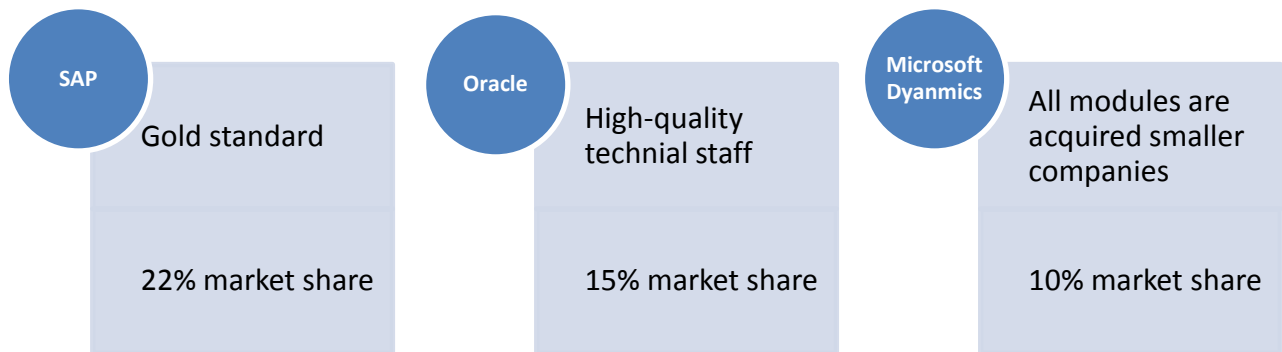 SAP
Gold standard
22% market share
Oracle
High-quality
technial staff
15% market share
Microsoft
Dyanmics
All modules are
acquired smaller
companies
10% market share